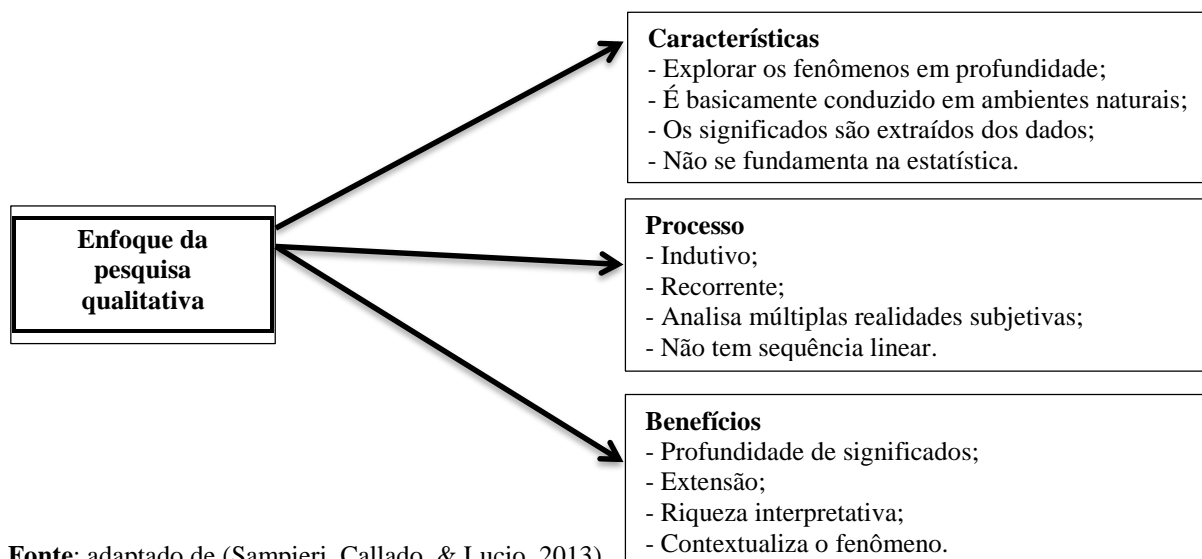 Características
- Explorar os fenômenos em profundidade;
- É basicamente conduzido em ambientes naturais;
- Os significados são extraídos dos dados;
- Não se fundamenta na estatística.
Enfoque da
pesquisa
qualitativa
Processo
- Indutivo;
- Recorrente;
- Analisa múltiplas realidades subjetivas;
- Não tem sequência linear.
Benefícios
- Profundidade de significados;
- Extensão;
- Riqueza interpretativa;
- Contextualiza o fenômeno.
Fonte: adaptado de (Sampieri, Callado, & Lucio, 2013)